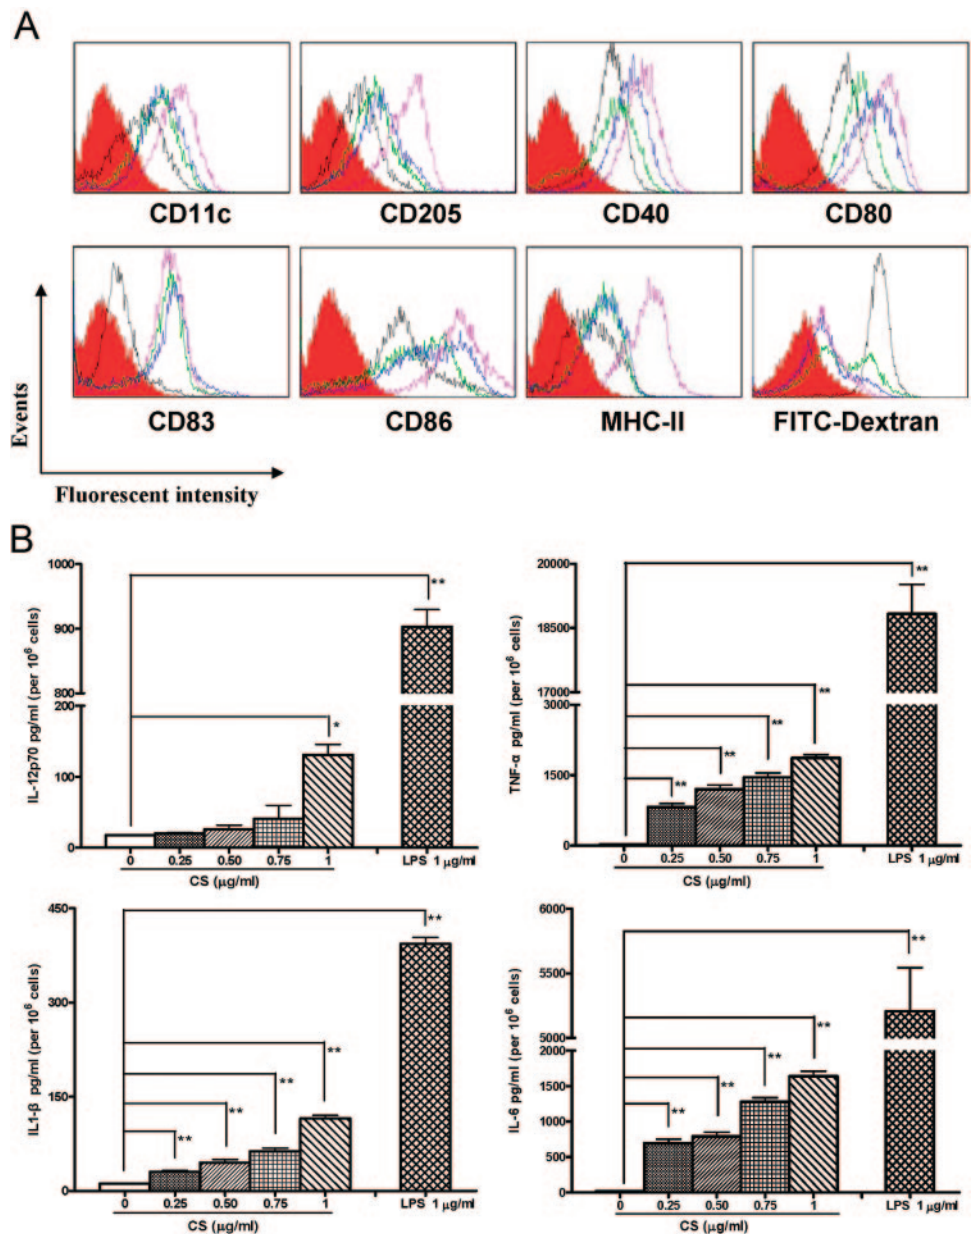 A
CD11c CD205 CD40 CD80
CD83 CD86 MHC-II FITC-Dextran
Events
Fluorescent intensity
B
IL-12p70 pg/ml (per 10⁶ cells)
1000
900
800
200
100
0
**
*
0 0.25 0.50 0.75 1 LPS 1 μg/ml
CS (μg/ml)
TNF-α pg/ml (per 10⁶ cells)
20000
18500
17000
3000
1500
0
**
**
**
**
**
0 0.25 0.50 0.75 1 LPS 1 μg/ml
CS (μg/ml)
IL1-β pg/ml (per 10⁶ cells)
450
300
150
0
**
**
**
**
**
0 0.25 0.50 0.75 1 LPS 1 μg/ml
CS (μg/ml)
IL-6 pg/ml (per 10⁶ cells)
6000
5500
5000
2000
1500
1000
500
0
**
**
**
**
**
0 0.25 0.50 0.75 1 LPS 1 μg/ml
CS (μg/ml)